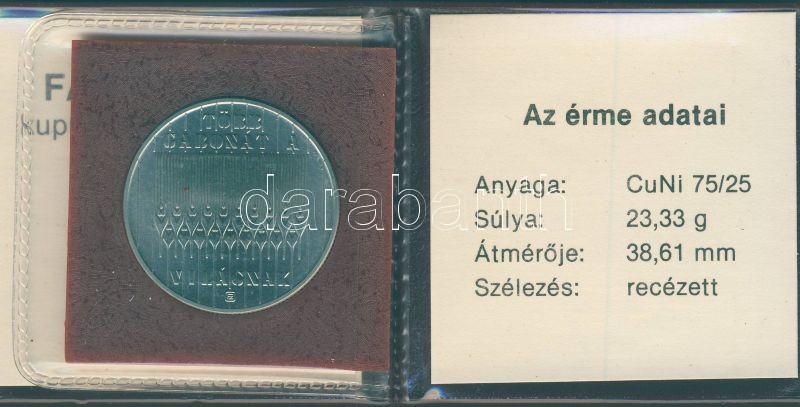 FA
kup
TÖBB
GABONÁT A
VILÁGNAK
darabanth
Az érme adatai
Anyaga: CuNi 75/25
Súlya: 23,33 g
Átmérője: 38,61 mm
Szélezés: recézett